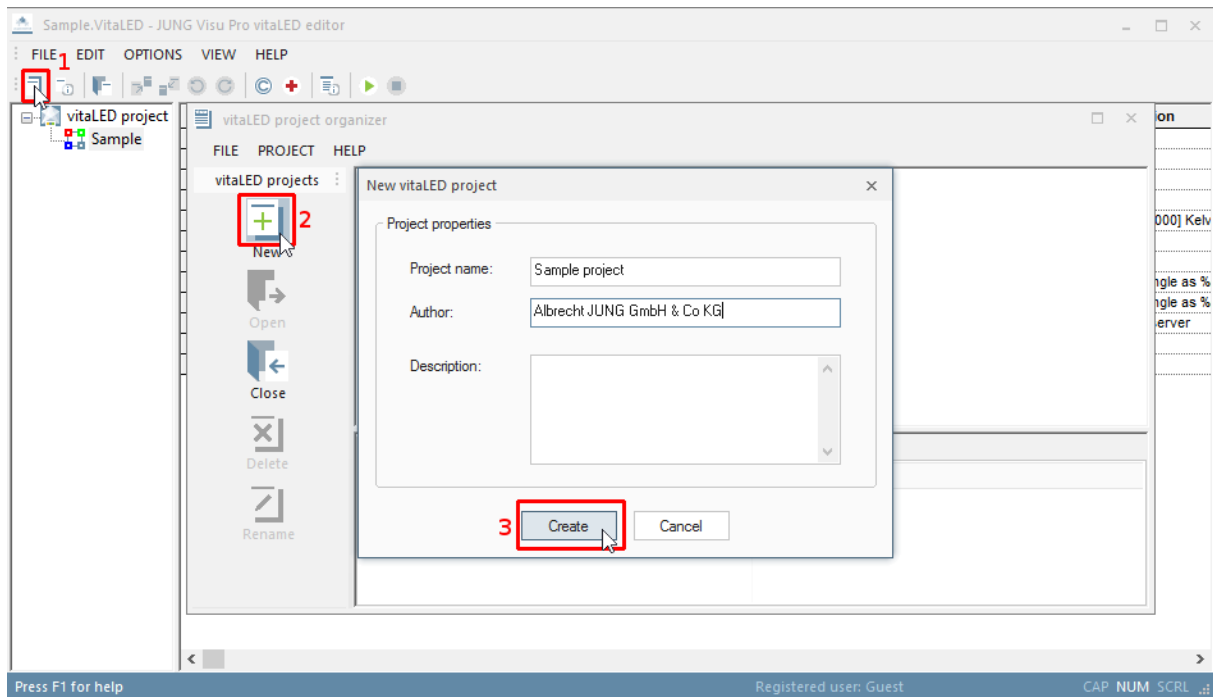 Sample.VitaLED - JUNG Visu Pro vitaLED editor
FILE EDIT OPTIONS VIEW HELP
1
vitaLED project
Sample
vitaLED project organizer
FILE PROJECT HELP
vitaLED projects
New
2
Open
Close
Delete
Rename
New vitaLED project
Project properties
Project name: Sample project
Author: Albrecht JUNG GmbH & Co KG
Description:
3
Create Cancel
ion
000] Kelv
ngle as %
ngle as %
erver
Press F1 for help Registered user: Guest CAP NUM SCRL